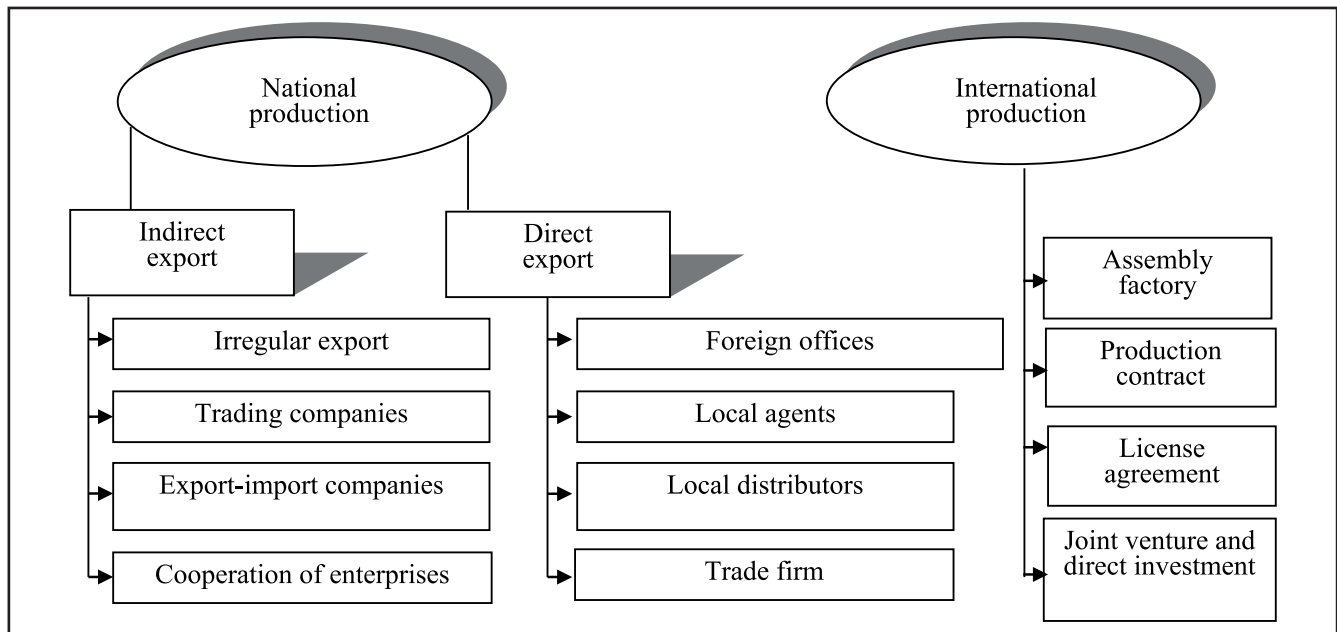 National
production
International
production
Indirect
export
Direct
export
Irregular export
Trading companies
Export-import companies
Cooperation of enterprises
Foreign offices
Local agents
Local distributors
Trade firm
Assembly
factory
Production
contract
License
agreement
Joint venture and
direct investment